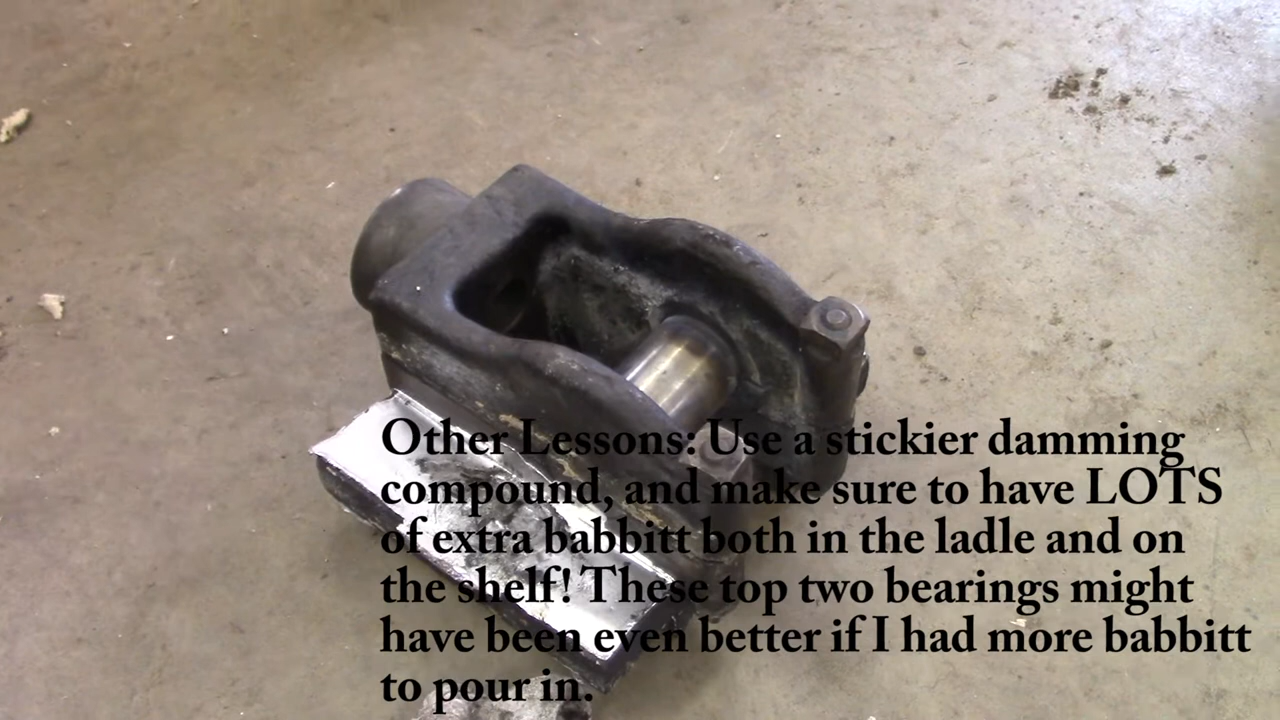 Other Lessons: Use a stickier damming
compound, and make sure to have LOTS
of extra babbitt both in the ladle and on
the shelf! These top two bearings might
have been even better if I had more babbitt
to pour in.